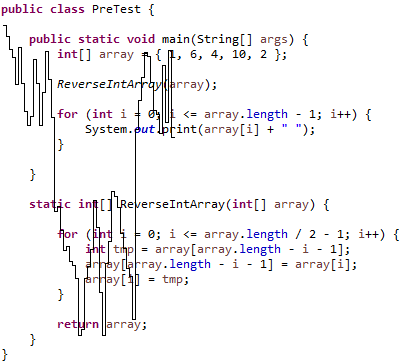 public class PreTest {
public static void main(String[] args) {
int[] array = { 1, 6, 4, 10, 2 };
ReverseIntArray(array);
for (int i = 0; i <= array.length - 1; i++) {
System.out.print(array[i] + " ");
}
}
static int[] ReverseIntArray(int[] array) {
for (int i = 0; i <= array.length / 2 - 1; i++) {
int tmp = array[array.length - i - 1];
array[array.length - i - 1] = array[i];
array[i] = tmp;
}
return array;
}
}